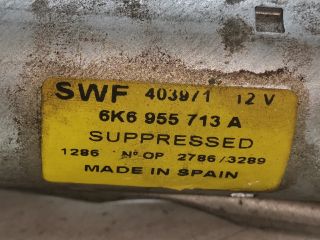 SWF 403971 12 V
6K6 955 713 A
SUPPRESSED
1286 Nº OP 2786/3289
MADE IN SPAIN